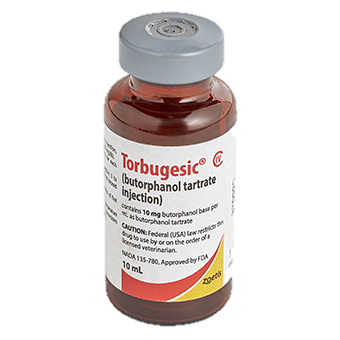 Torbugesic® CIV
(butorphanol tartrate
injection)
contains 10 mg butorphanol base per
mL as butorphanol tartrate
CAUTION: Federal (USA) law restricts this
drug to use by or on the order of a
licensed veterinarian.
NADA 135-780, Approved by FDA
10 mL
zoetis